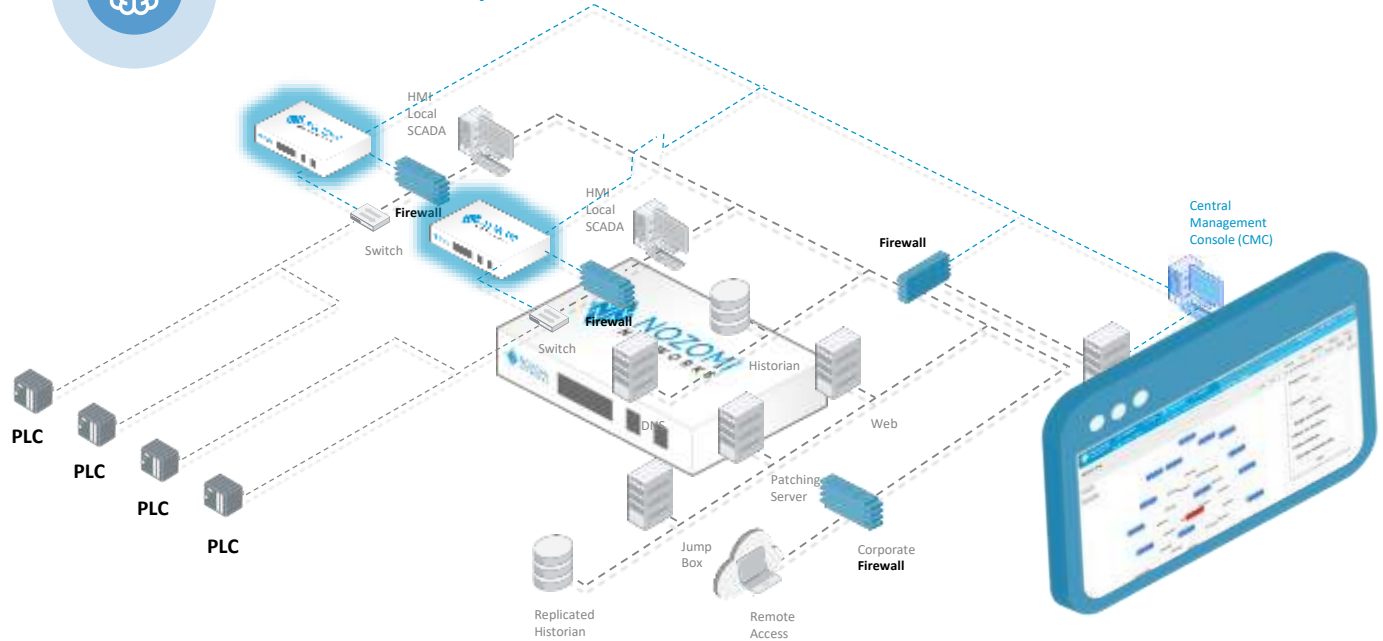 HMI
Local
SCADA
Firewall
Switch
HMI
Local
SCADA
Firewall
Central
Management
Console (CMC)
Firewall
Switch
NOZOMI
NETWORKS
Historian
DNS
Web
PLC
PLC
PLC
PLC
Patching
Server
Jump
Box
Corporate
Firewall
Replicated
Historian
Remote
Access